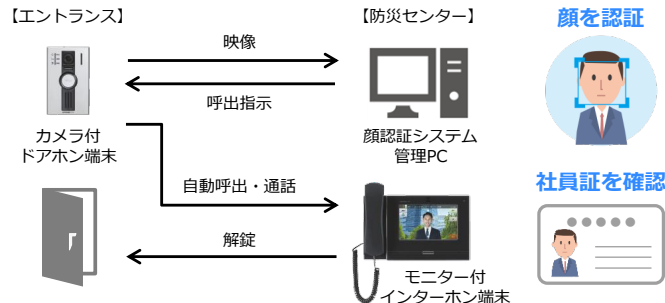 【エントランス】
【防災センター】
顔を認証
映像
呼出指示
カメラ付
ドアホン端末
顔認証システム
管理PC
社員証を確認
自動呼出・通話
解錠
モニター付
インターホン端末